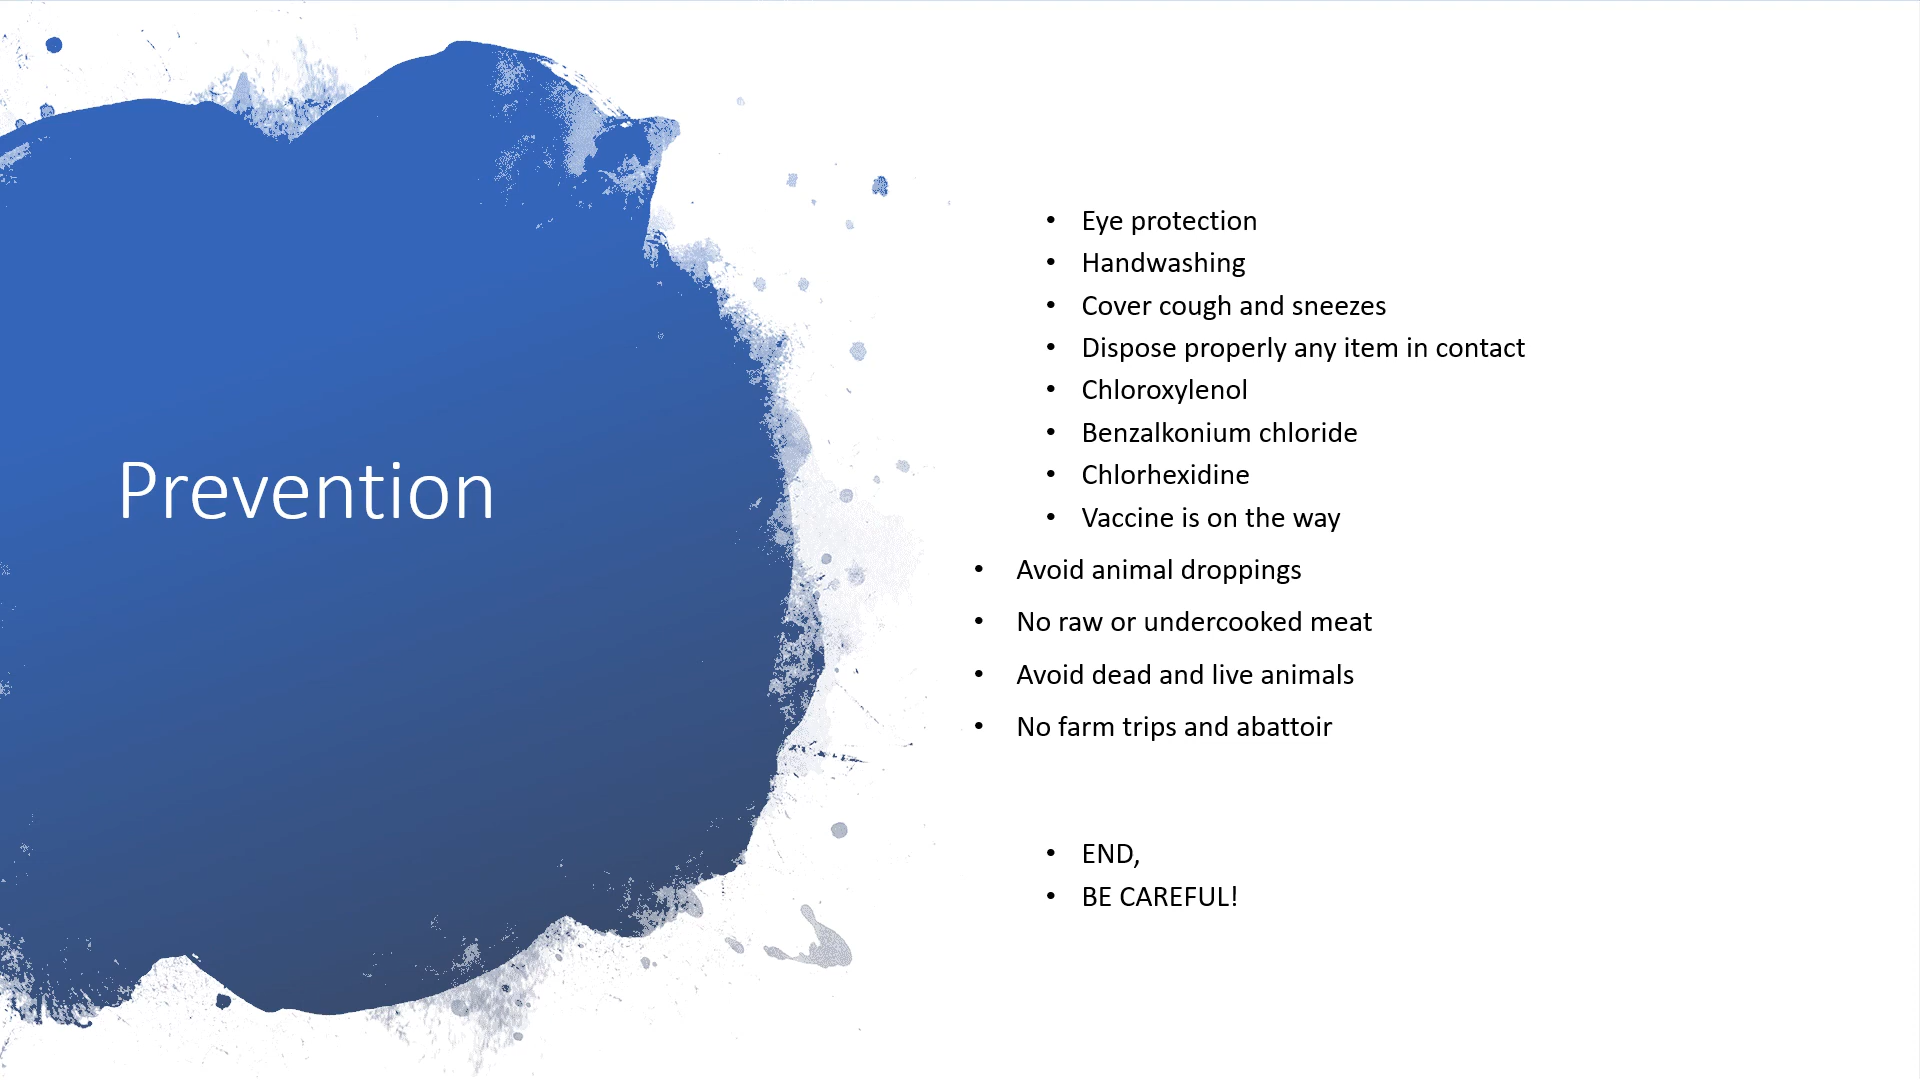 Prevention
• Eye protection
• Handwashing
• Cover cough and sneezes
• Dispose properly any item in contact
• Chloroxylenol
• Benzalkonium chloride
• Chlorhexidine
• Vaccine is on the way
• Avoid animal droppings
• No raw or undercooked meat
• Avoid dead and live animals
• No farm trips and abattoir
• END,
• BE CAREFUL!